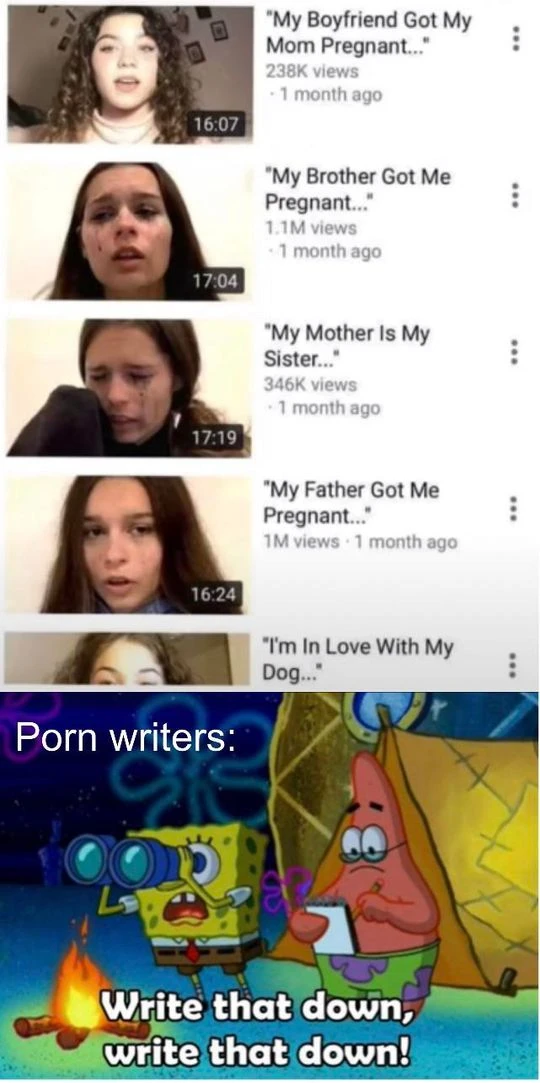 "My Boyfriend Got My
Mom Pregnant..."
238K views
· 1 month ago
16:07
"My Brother Got Me
Pregnant..."
1.1M views
· 1 month ago
17:04
"My Mother Is My
Sister..."
346K views
· 1 month ago
17:19
"My Father Got Me
Pregnant..."
1M views · 1 month ago
16:24
"I'm In Love With My
Dog..."
Porn writers:
Write that down,
write that down!